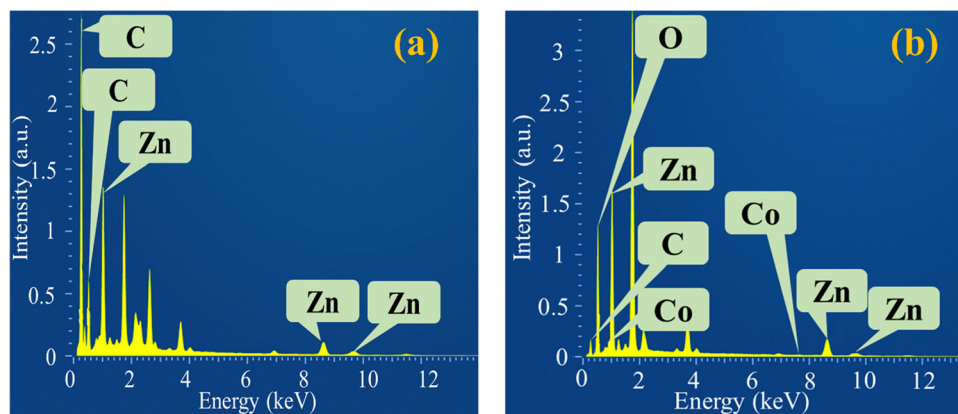 (a)
C
C
Zn
Zn
Zn
2.5
2
1.5
1
0.5
0
Intensity (a.u.)
0 2 4 6 8 10 12
Energy (keV)
(b)
O
Zn
C
Co
Co
Zn
Zn
3
2.5
2
1.5
1
0.5
0
Intensity (a.u.)
0 2 4 6 8 10 12
Energy (keV)